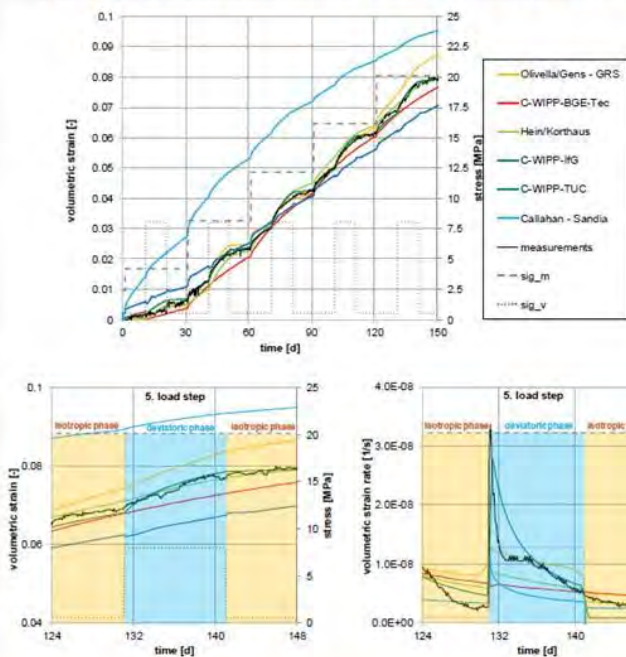 0.1
0.09
0.08
0.07
0.06
0.05
0.04
0.03
0.02
0.01
0
volumetric strain [-]
25
22.5
20
17.5
15
12.5
10
7.5
5
2.5
0
stress [MPa]
0 30 60 90 120 150
time [d]
Olivella/Gens - GRS
C-WIPP-BGE-Tec
Hein/Korthaus
C-WIPP-IfG
C-WIPP-TUC
Callahan - Sandia
measurements
sig_m
sig_v
5. load step
isotropic phase deviatoric phase isotropic phase
0.1
0.08
0.06
0.04
volumetric strain [-]
25
20
15
10
5
0
stress [MPa]
124 132 140 148
time [d]
5. load step
isotropic phase deviatoric phase isotropic
4.0E-08
3.0E-08
2.0E-08
1.0E-08
0.0E+00
volumetric strain rate [1/s]
124 132 140
time [d]